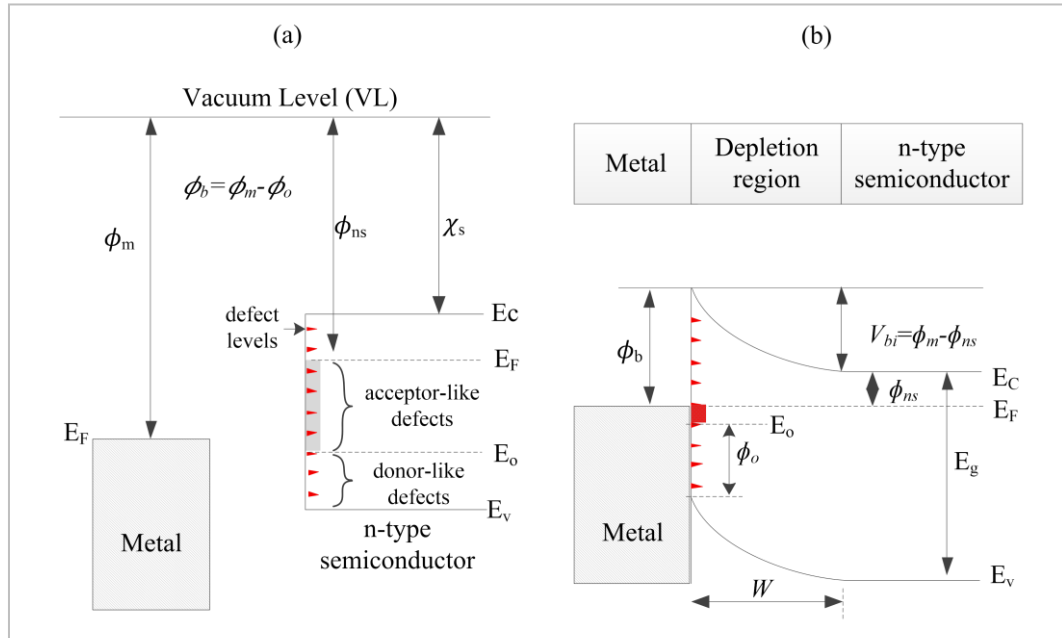 (a)
Vacuum Level (VL)
ϕb=ϕm-ϕo
ϕm
ϕns
χs
defect
levels
Ec
EF
acceptor-like
defects
EF
Eo
donor-like
defects
Ev
Metal
n-type
semiconductor
(b)
Metal
Depletion
region
n-type
semiconductor
ϕb
Vbi=ϕm-ϕns
EC
ϕns
EF
Eo
ϕo
Eg
Metal
W
Ev